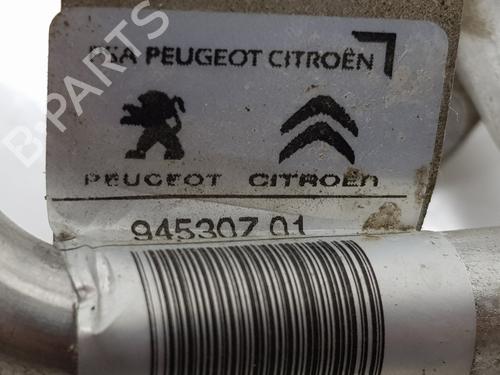 PSA PEUGEOT CITROËN
PEUGEOT CITROËN
945307 01
B-PARTS